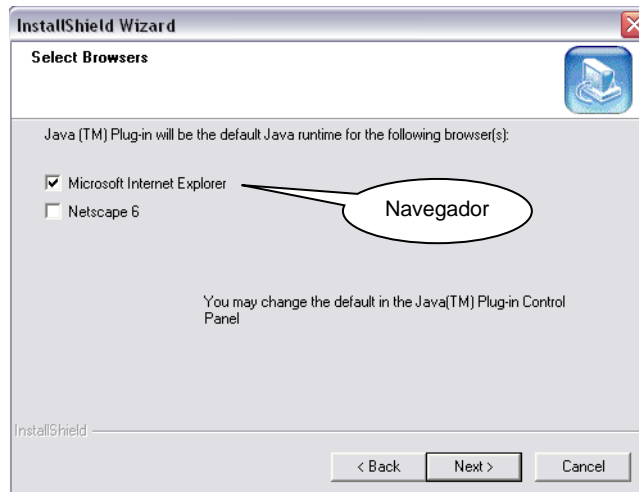 InstallShield Wizard
Select Browsers
Java (TM) Plug-in will be the default Java runtime for the following browser(s):
Microsoft Internet Explorer
Navegador
Netscape 6
You may change the default in the Java(TM) Plug-in Control
Panel
InstallShield
< Back Next > Cancel